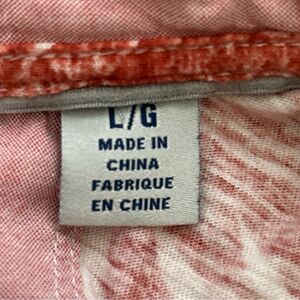 L/G
MADE IN
CHINA
FABRIQUE
EN CHINE